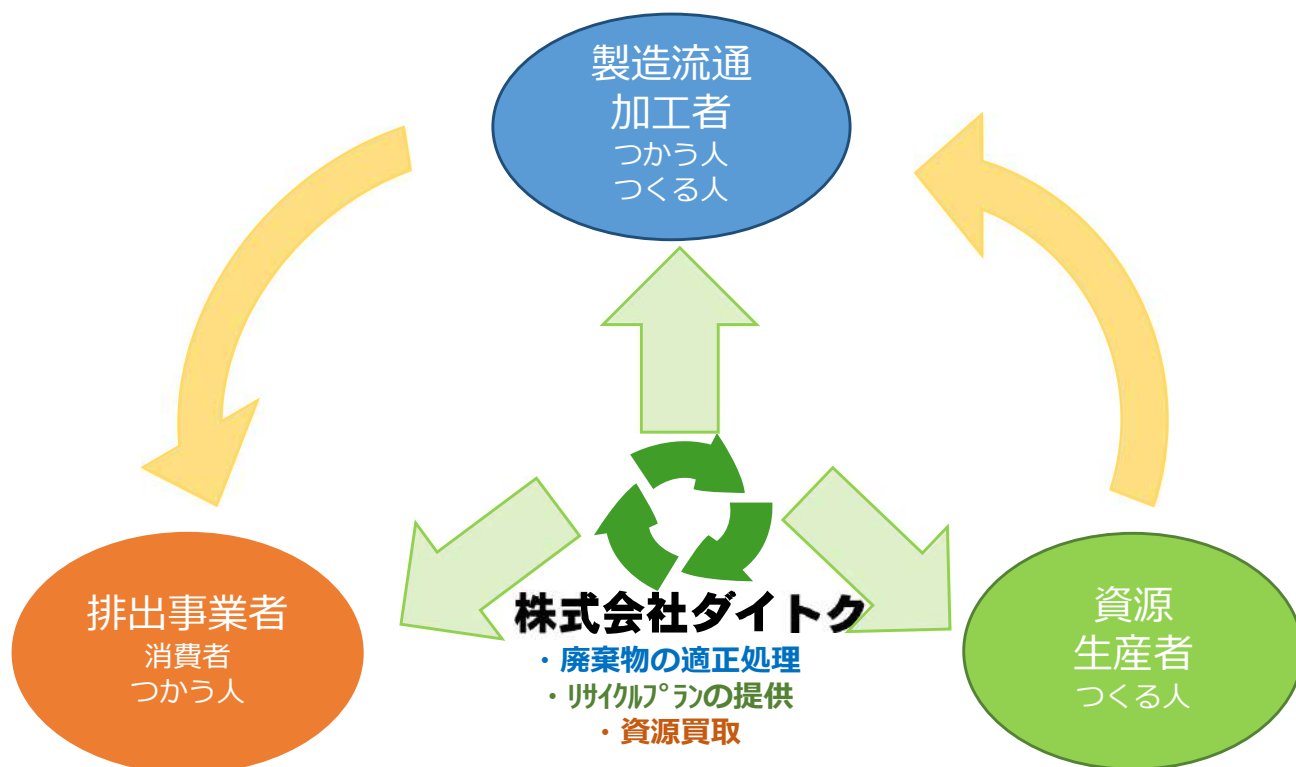 製造流通
加工者
つかう人
つくる人
排出事業者
消費者
つかう人
株式会社ダイトク
・廃棄物の適正処理
・ﾘｻｲｸﾙﾌﾟﾗﾝの提供
・資源買取
資源
生産者
つくる人